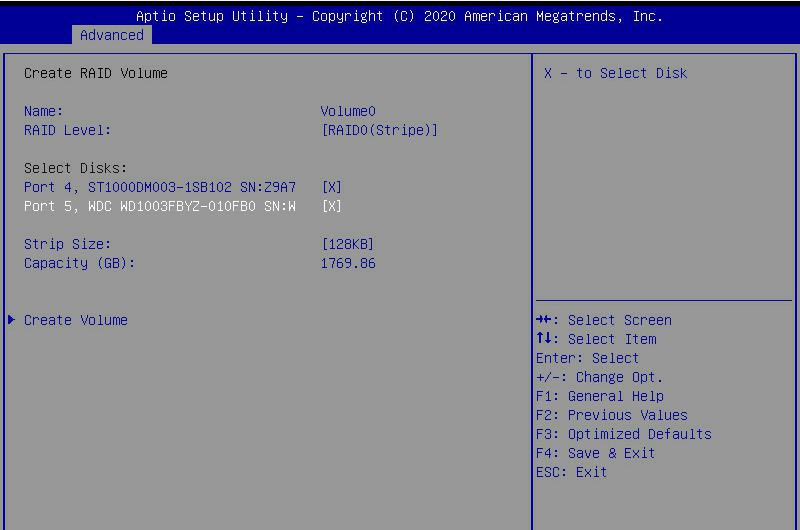 Aptio Setup Utility – Copyright (C) 2020 American Megatrends, Inc.
Advanced
Create RAID Volume
Name: Volume0
RAID Level: [RAID0(Stripe)]
Select Disks:
Port 4, ST1000DM003-1SB102 SN:Z9A7 [X]
Port 5, WDC WD1003FBYZ-010FB0 SN:W [X]
Strip Size: [128KB]
Capacity (GB): 1769.86
Create Volume
X – to Select Disk
→←: Select Screen
↑↓: Select Item
Enter: Select
+/-: Change Opt.
F1: General Help
F2: Previous Values
F3: Optimized Defaults
F4: Save & Exit
ESC: Exit